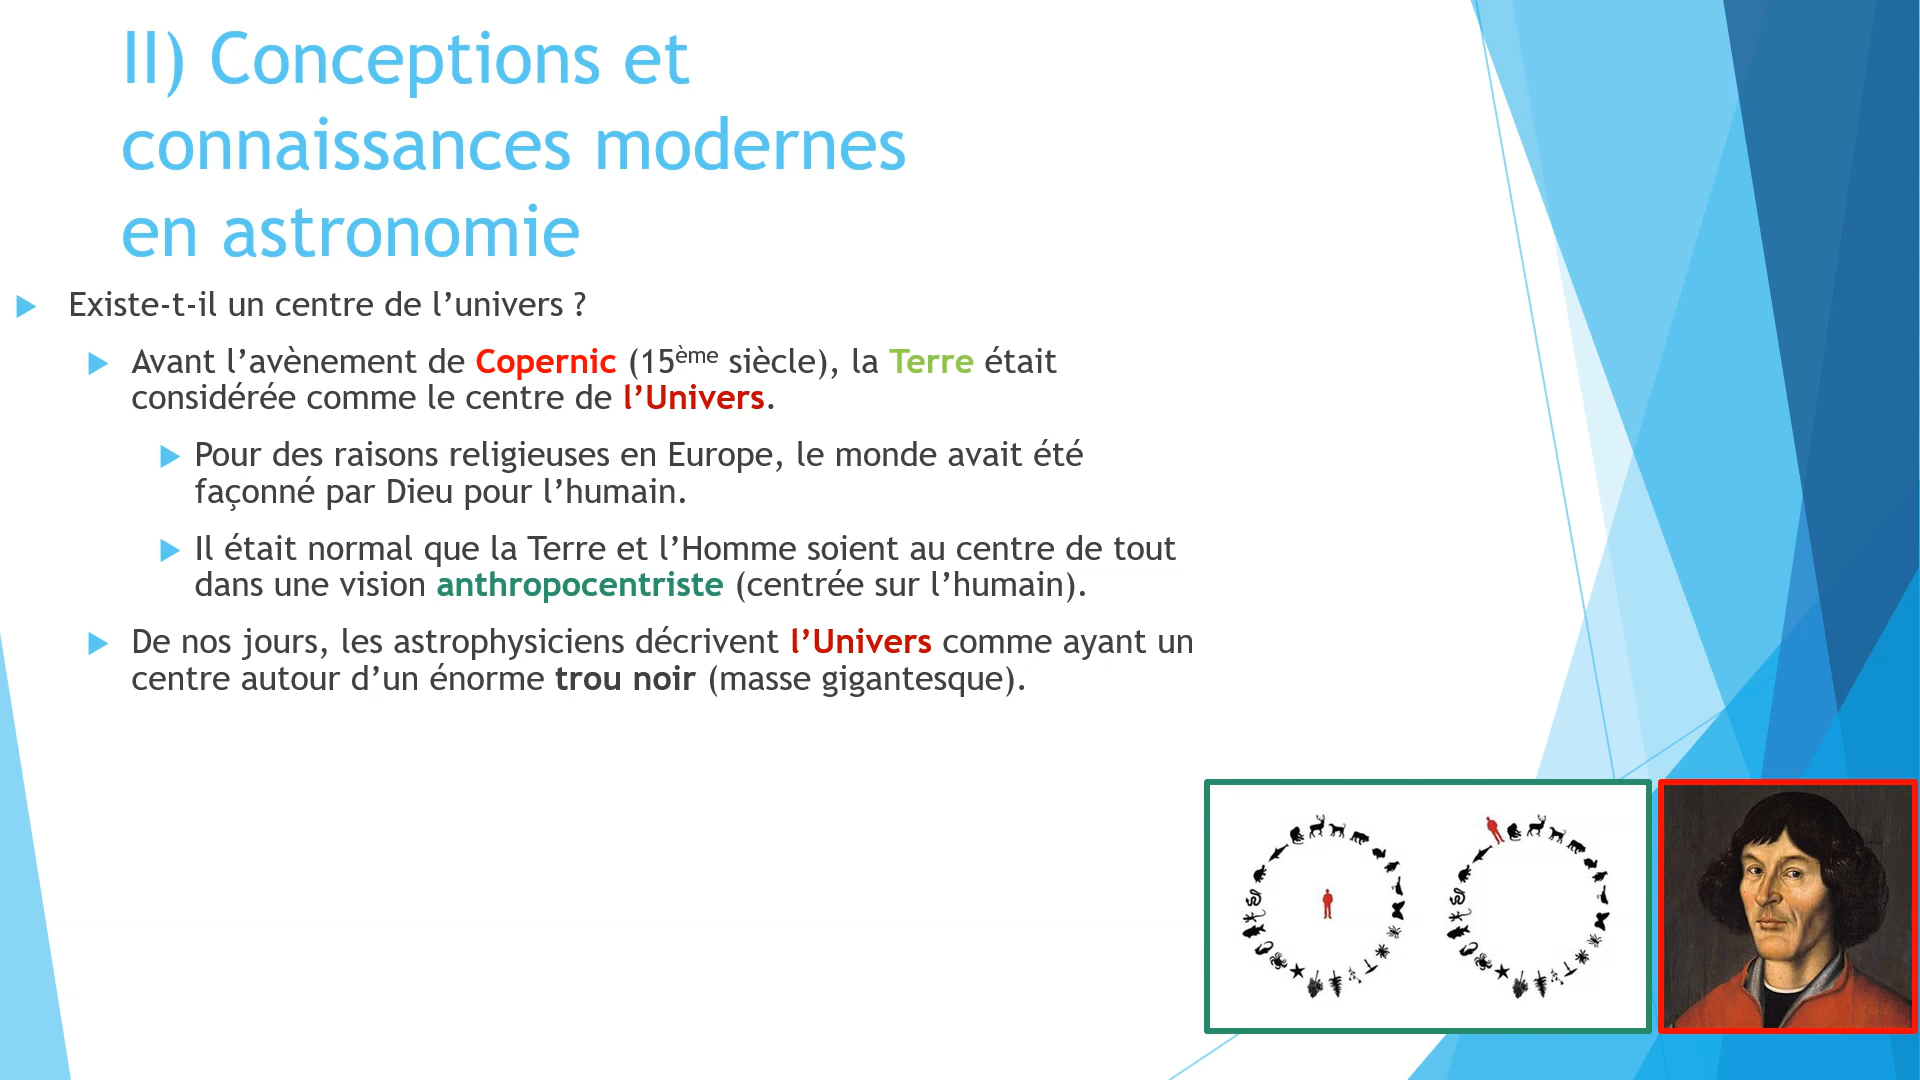 II) Conceptions et
connaissances modernes
en astronomie
Existe-t-il un centre de l’univers ?
Avant l’avènement de Copernic (15ème siècle), la Terre était
considérée comme le centre de l’Univers.
Pour des raisons religieuses en Europe, le monde avait été
façonné par Dieu pour l’humain.
Il était normal que la Terre et l’Homme soient au centre de tout
dans une vision anthropocentriste (centrée sur l’humain).
De nos jours, les astrophysiciens décrivent l’Univers comme ayant un
centre autour d’un énorme trou noir (masse gigantesque).